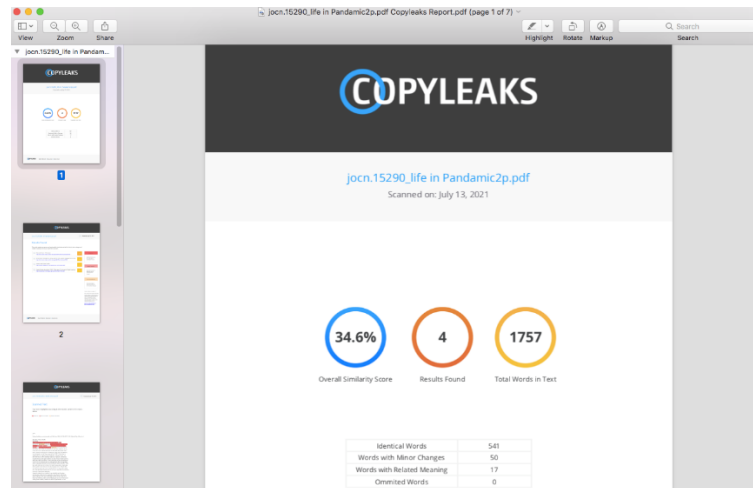 jocn.15290_life in Pandamic2p.pdf Copyleaks Report.pdf (page 1 of 7)
View Zoom Share Highlight Rotate Markup Search
Search
jocn.15290_life in Pandam...
COPYLEAKS
1
2
COPYLEAKS
jocn.15290_life in Pandamic2p.pdf
Scanned on: July 13, 2021
34.6% 4 1757
Overall Similarity Score Results Found Total Words in Text
Identical Words 541
Words with Minor Changes 50
Words with Related Meaning 17
Ommited Words 0